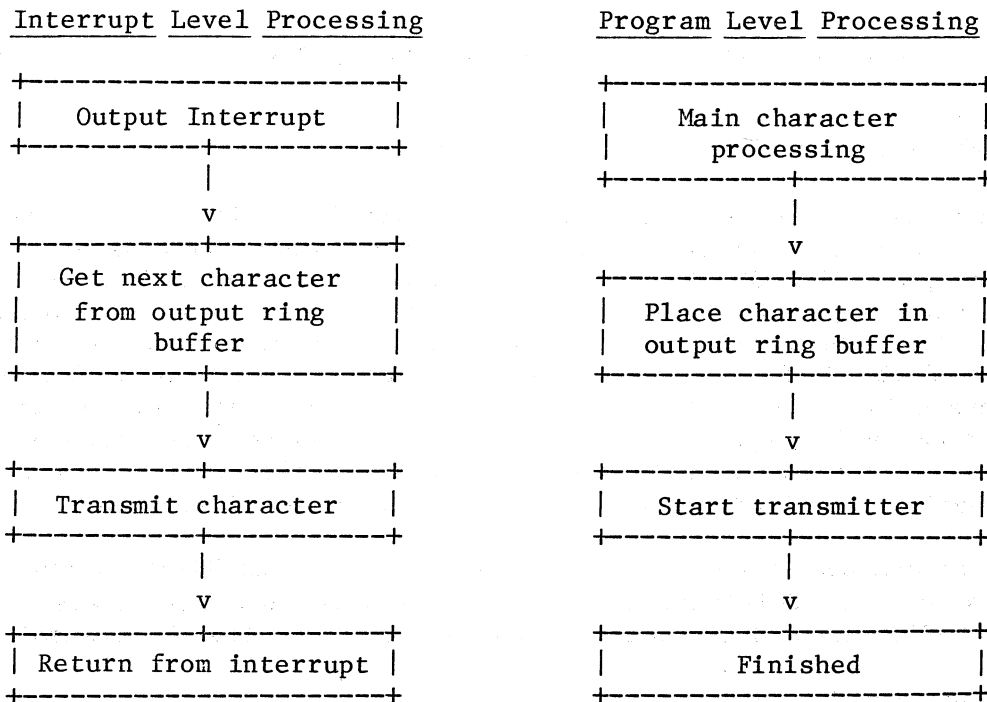 Interrupt Level Processing
Output Interrupt
Get next character
from output ring
buffer
Transmit character
Return from interrupt
Program Level Processing
Main character
processing
Place character in
output ring buffer
Start transmitter
Finished